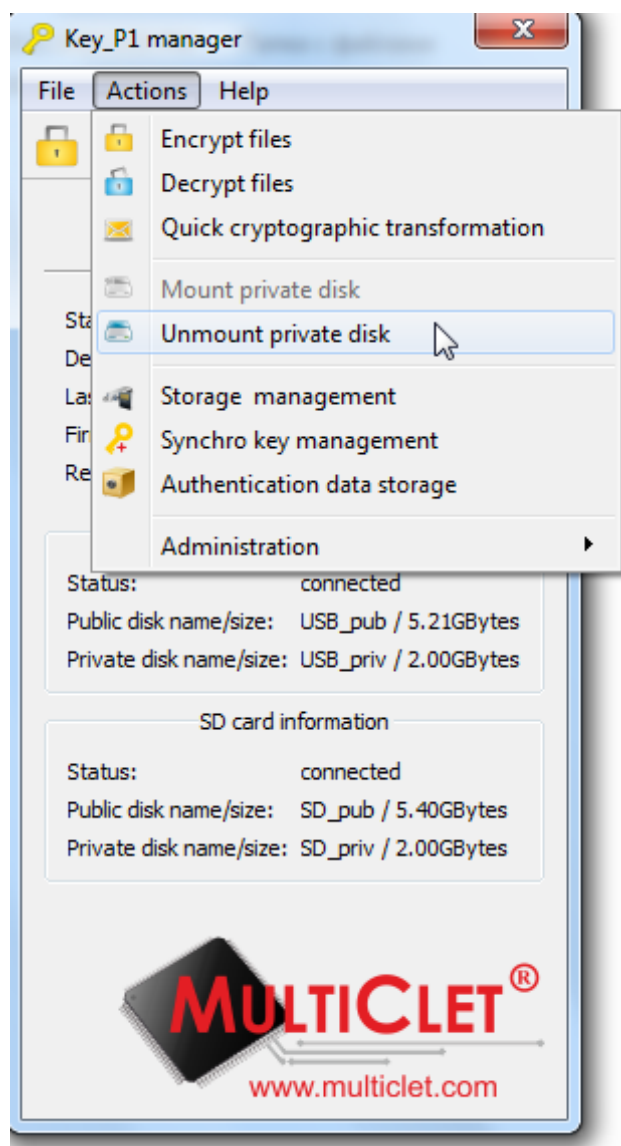 Key_P1 manager
File Actions Help
Encrypt files
Decrypt files
Quick cryptographic transformation
Mount private disk
Unmount private disk
Storage management
Synchro key management
Authentication data storage
Administration
Status: connected
Public disk name/size: USB_pub / 5.21GBytes
Private disk name/size: USB_priv / 2.00GBytes
SD card information
Status: connected
Public disk name/size: SD_pub / 5.40GBytes
Private disk name/size: SD_priv / 2.00GBytes
MULTICLET®
www.multiclet.com